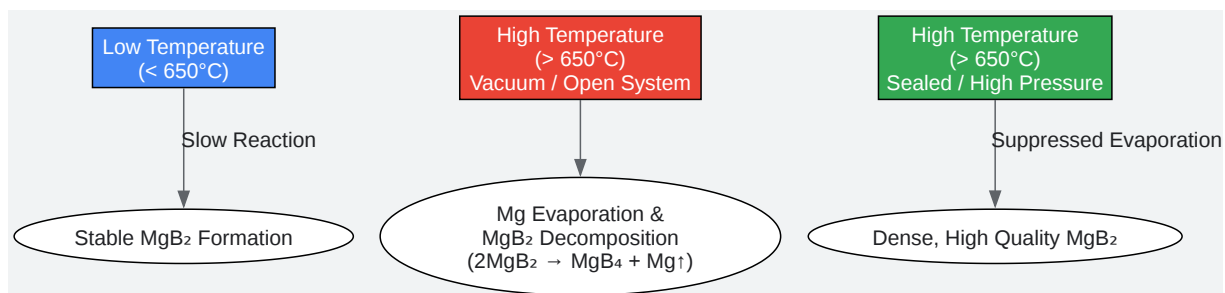 Low Temperature
(< 650°C)
High Temperature
(> 650°C)
Vacuum / Open System
High Temperature
(> 650°C)
Sealed / High Pressure
Slow Reaction
Suppressed Evaporation
Stable MgB₂ Formation
Mg Evaporation &
MgB₂ Decomposition
(2MgB₂ → MgB₄ + Mg↑)
Dense, High Quality MgB₂